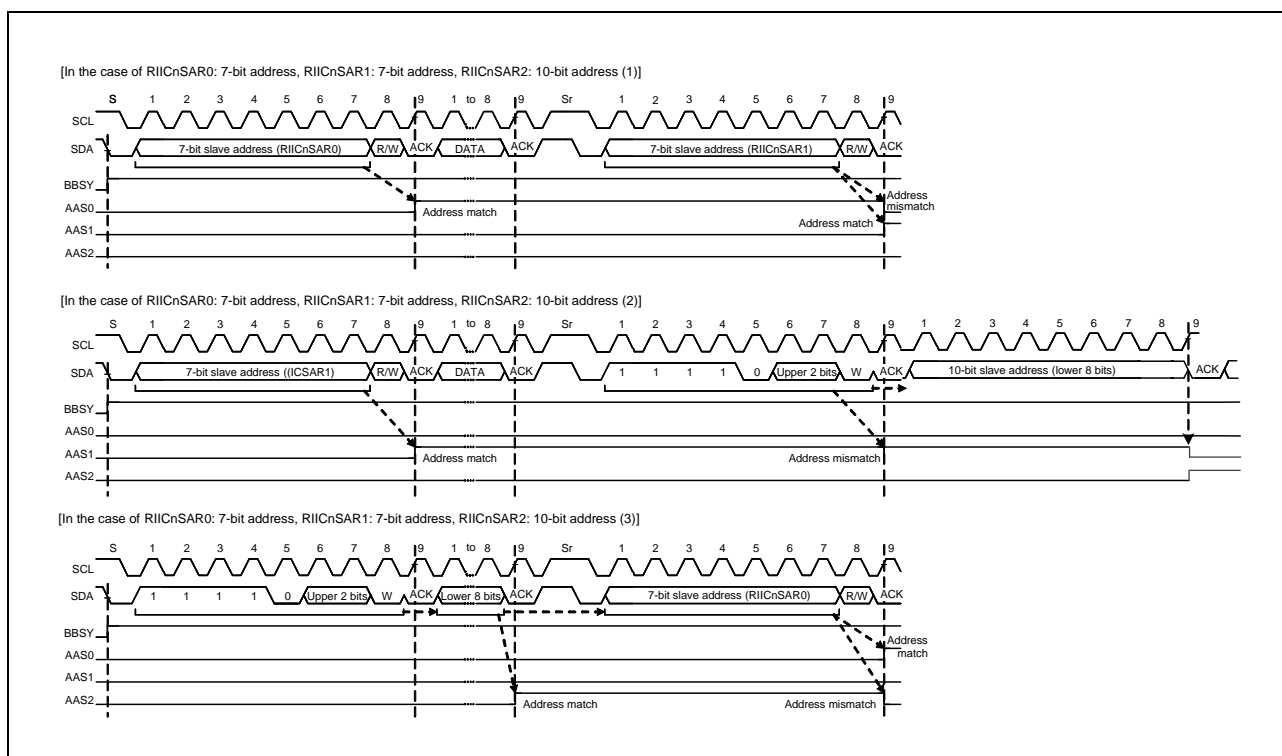 [In the case of RIICnSAR0: 7-bit address, RIICnSAR1: 7-bit address, RIICnSAR2: 10-bit address (1)]
S 1 2 3 4 5 6 7 8 9 1 to 8 9 Sr 1 2 3 4 5 6 7 8 9
SCL
SDA 7-bit slave address (RIICnSAR0) R/W ACK DATA ACK 7-bit slave address (RIICnSAR1) R/W ACK
BBSY
AAS0 Address match Address mismatch
AAS1 Address match
AAS2
[In the case of RIICnSAR0: 7-bit address, RIICnSAR1: 7-bit address, RIICnSAR2: 10-bit address (2)]
S 1 2 3 4 5 6 7 8 9 1 to 8 9 Sr 1 2 3 4 5 6 7 8 9 1 2 3 4 5 6 7 8 9
SCL
SDA 7-bit slave address ((ICSAR1) R/W ACK DATA ACK 1 1 1 1 0 Upper 2 bits W ACK 10-bit slave address (lower 8 bits) ACK
BBSY
AAS0
AAS1 Address match Address mismatch
AAS2
[In the case of RIICnSAR0: 7-bit address, RIICnSAR1: 7-bit address, RIICnSAR2: 10-bit address (3)]
S 1 2 3 4 5 6 7 8 9 1 to 8 9 Sr 1 2 3 4 5 6 7 8 9
SCL
SDA 1 1 1 1 0 Upper 2 bits W ACK Lower 8 bits ACK 7-bit slave address (RIICnSAR0) R/W ACK
BBSY
AAS0 Address match
AAS1
AAS2 Address match Address mismatch